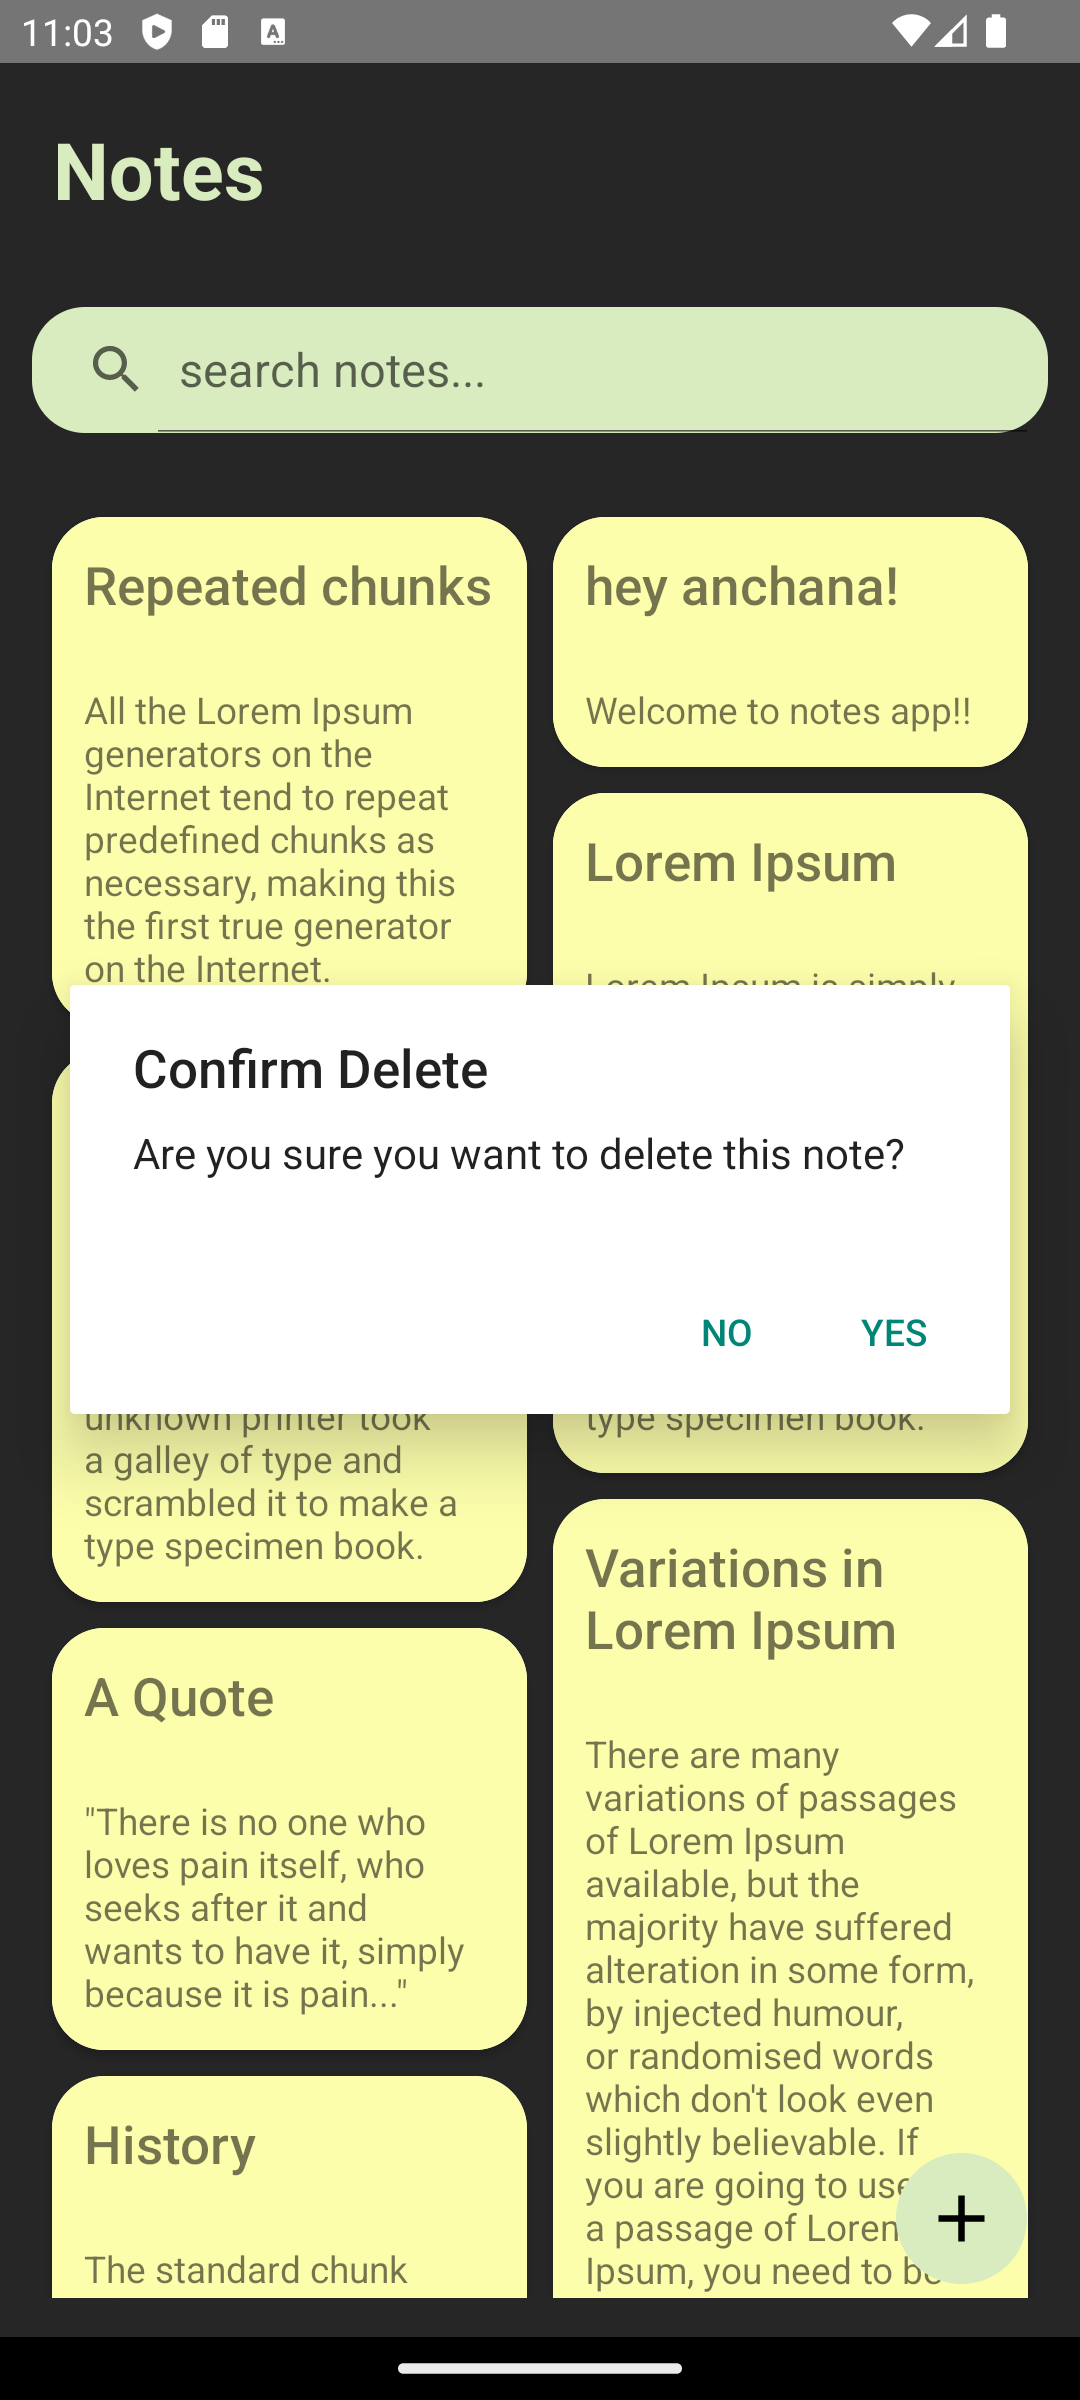 11:03
Notes
search notes...
Repeated chunks
All the Lorem Ipsum
generators on the
Internet tend to repeat
predefined chunks as
necessary, making this
the first true generator
on the Internet.
hey anchana!
Welcome to notes app!!
Lorem Ipsum
Lorem Ipsum is simply
Confirm Delete
Are you sure you want to delete this note?
NO
YES
unknown printer took
a galley of type and
scrambled it to make a
type specimen book.
type specimen book.
A Quote
"There is no one who
loves pain itself, who
seeks after it and
wants to have it, simply
because it is pain..."
Variations in
Lorem Ipsum
There are many
variations of passages
of Lorem Ipsum
available, but the
majority have suffered
alteration in some form,
by injected humour,
or randomised words
which don't look even
slightly believable. If
you are going to use
a passage of Lorem
Ipsum, you need to be
History
The standard chunk